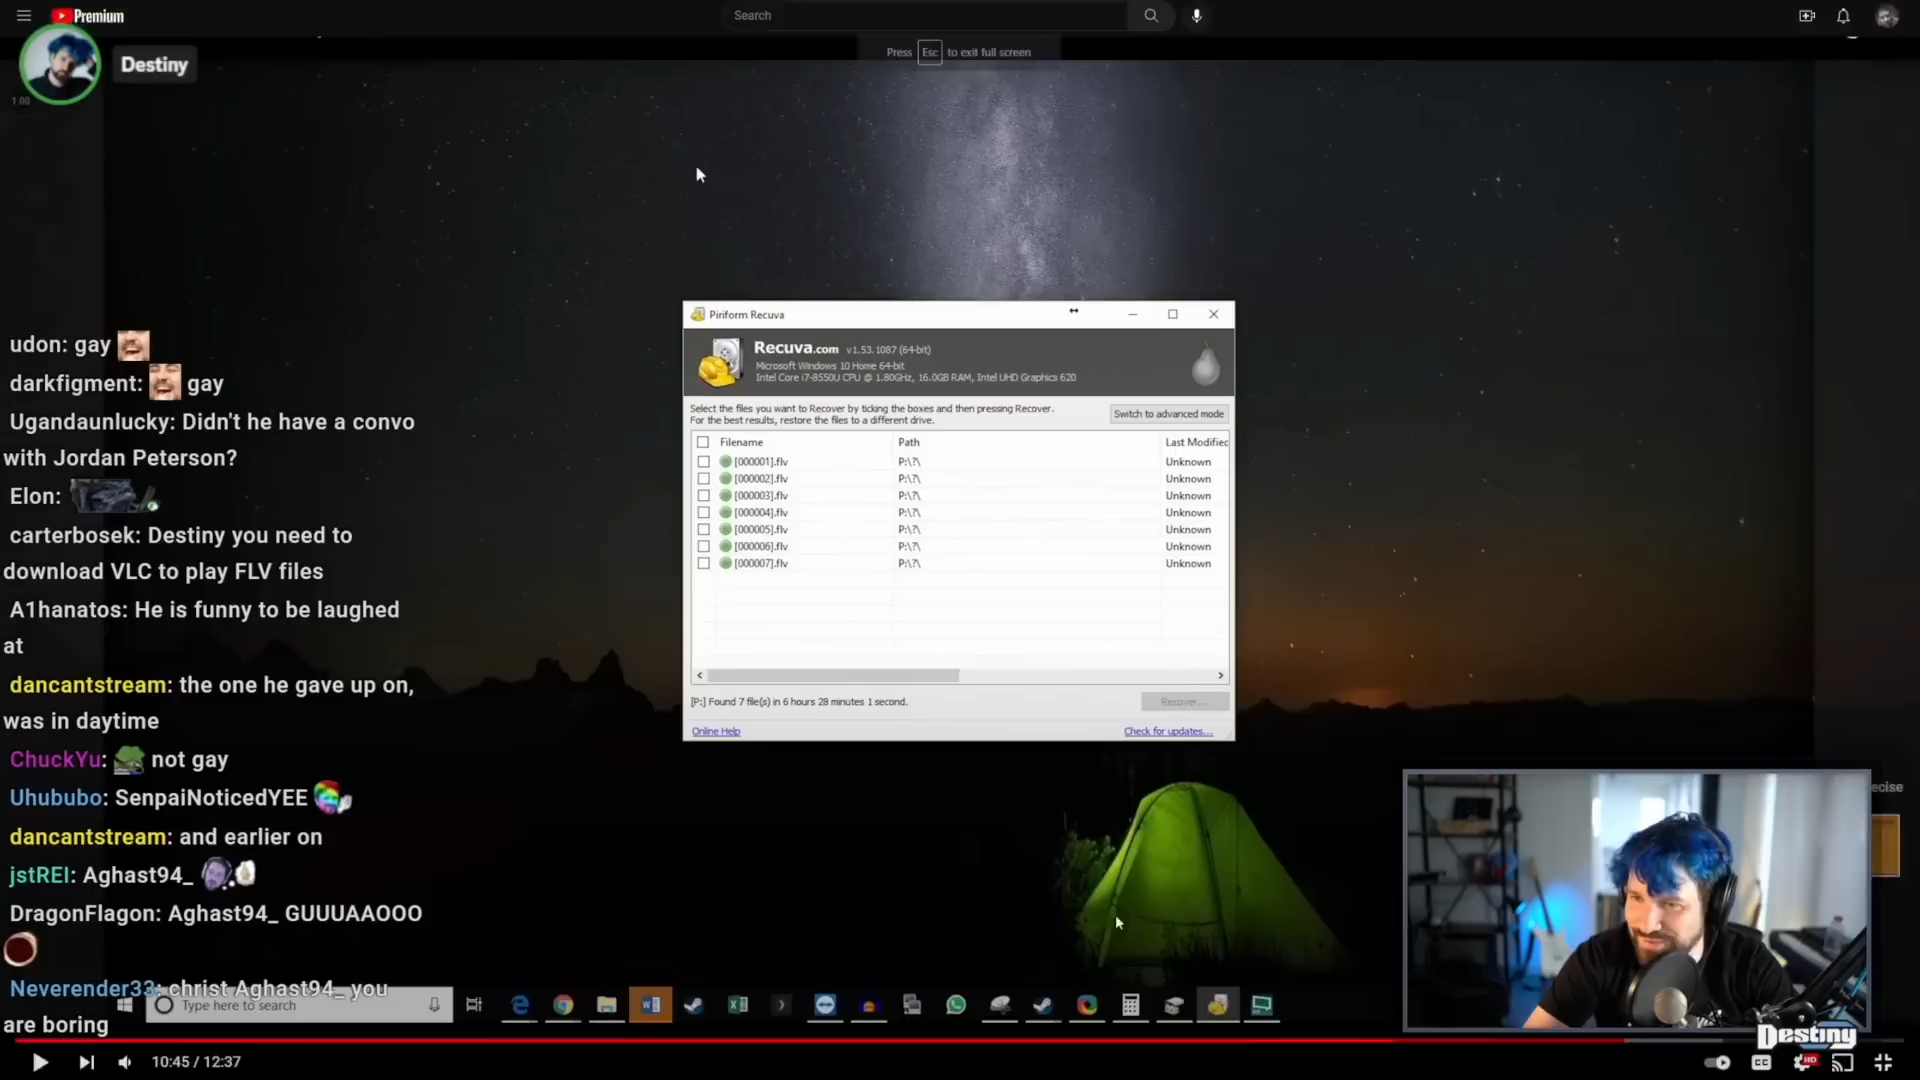 Premium
Search
Press Esc to exit full screen
Destiny
1.00
Piriform Recuva
Recuva.com v1.53.1087 (64-bit)
Microsoft Windows 10 Home 64-bit
Intel Core i7-8550U CPU @ 1.80GHz, 16.0GB RAM, Intel UHD Graphics 620
Select the files you want to Recover by ticking the boxes and then pressing Recover.
For the best results, restore the files to a different drive.
Switch to advanced mode
Filename Path Last Modified
[000001].flv P:\?\ Unknown
[000002].flv P:\?\ Unknown
[000003].flv P:\?\ Unknown
[000004].flv P:\?\ Unknown
[000005].flv P:\?\ Unknown
[000006].flv P:\?\ Unknown
[000007].flv P:\?\ Unknown
[P:] Found 7 file(s) in 6 hours 28 minutes 1 second.
Recover...
Online Help
Check for updates...
udon: gay
darkfigment: gay
Ugandaunlucky: Didn't he have a convo
with Jordan Peterson?
Elon:
carterbosek: Destiny you need to
download VLC to play FLV files
A1hanatos: He is funny to be laughed
at
dancantstream: the one he gave up on,
was in daytime
ChuckYu: not gay
Uhububo: SenpaiNoticedYEE
dancantstream: and earlier on
jstREI: Aghast94_
DragonFlagon: Aghast94_ GUUUAAOOO
Neverender33: christ Aghast94_ you
are boring
Type here to search
ecise
Destiny
10:45 / 12:37
CC
HD